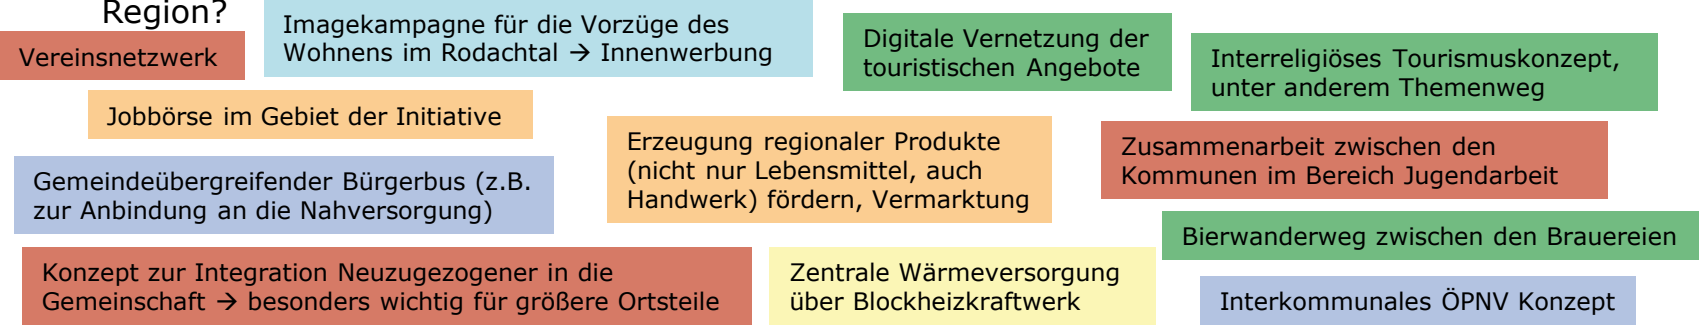 Region?
Vereinsnetzwerk
Imagekampagne für die Vorzüge des
Wohnens im Rodachtal → Innenwerbung
Digitale Vernetzung der
touristischen Angebote
Interreligiöses Tourismuskonzept,
unter anderem Themenweg
Jobbörse im Gebiet der Initiative
Erzeugung regionaler Produkte
(nicht nur Lebensmittel, auch
Handwerk) fördern, Vermarktung
Zusammenarbeit zwischen den
Kommunen im Bereich Jugendarbeit
Gemeindeübergreifender Bürgerbus (z.B.
zur Anbindung an die Nahversorgung)
Bierwanderweg zwischen den Brauereien
Konzept zur Integration Neuzugezogener in die
Gemeinschaft → besonders wichtig für größere Ortsteile
Zentrale Wärmeversorgung
über Blockheizkraftwerk
Interkommunales ÖPNV Konzept